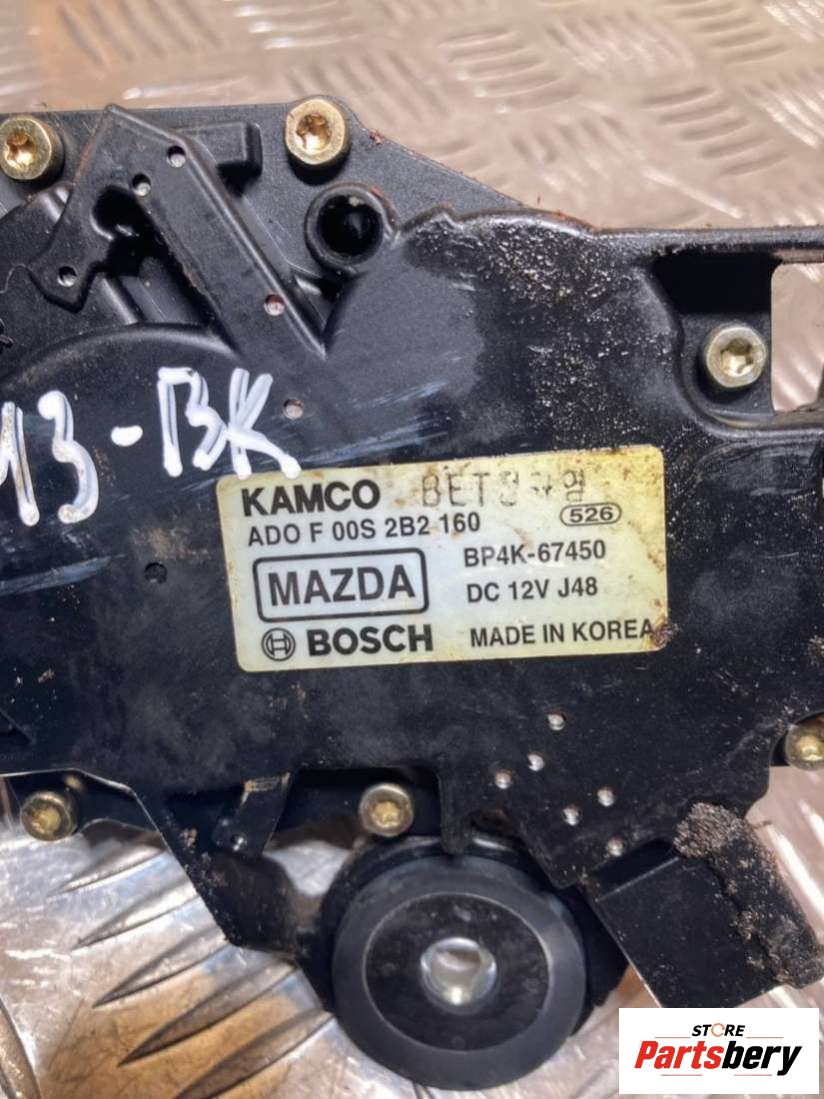 13-BK
KAMCO
ADO F 00S 2B2 160
526
BP4K-67450
MAZDA
DC 12V J48
BOSCH
MADE IN KOREA
STORE
Partsbery